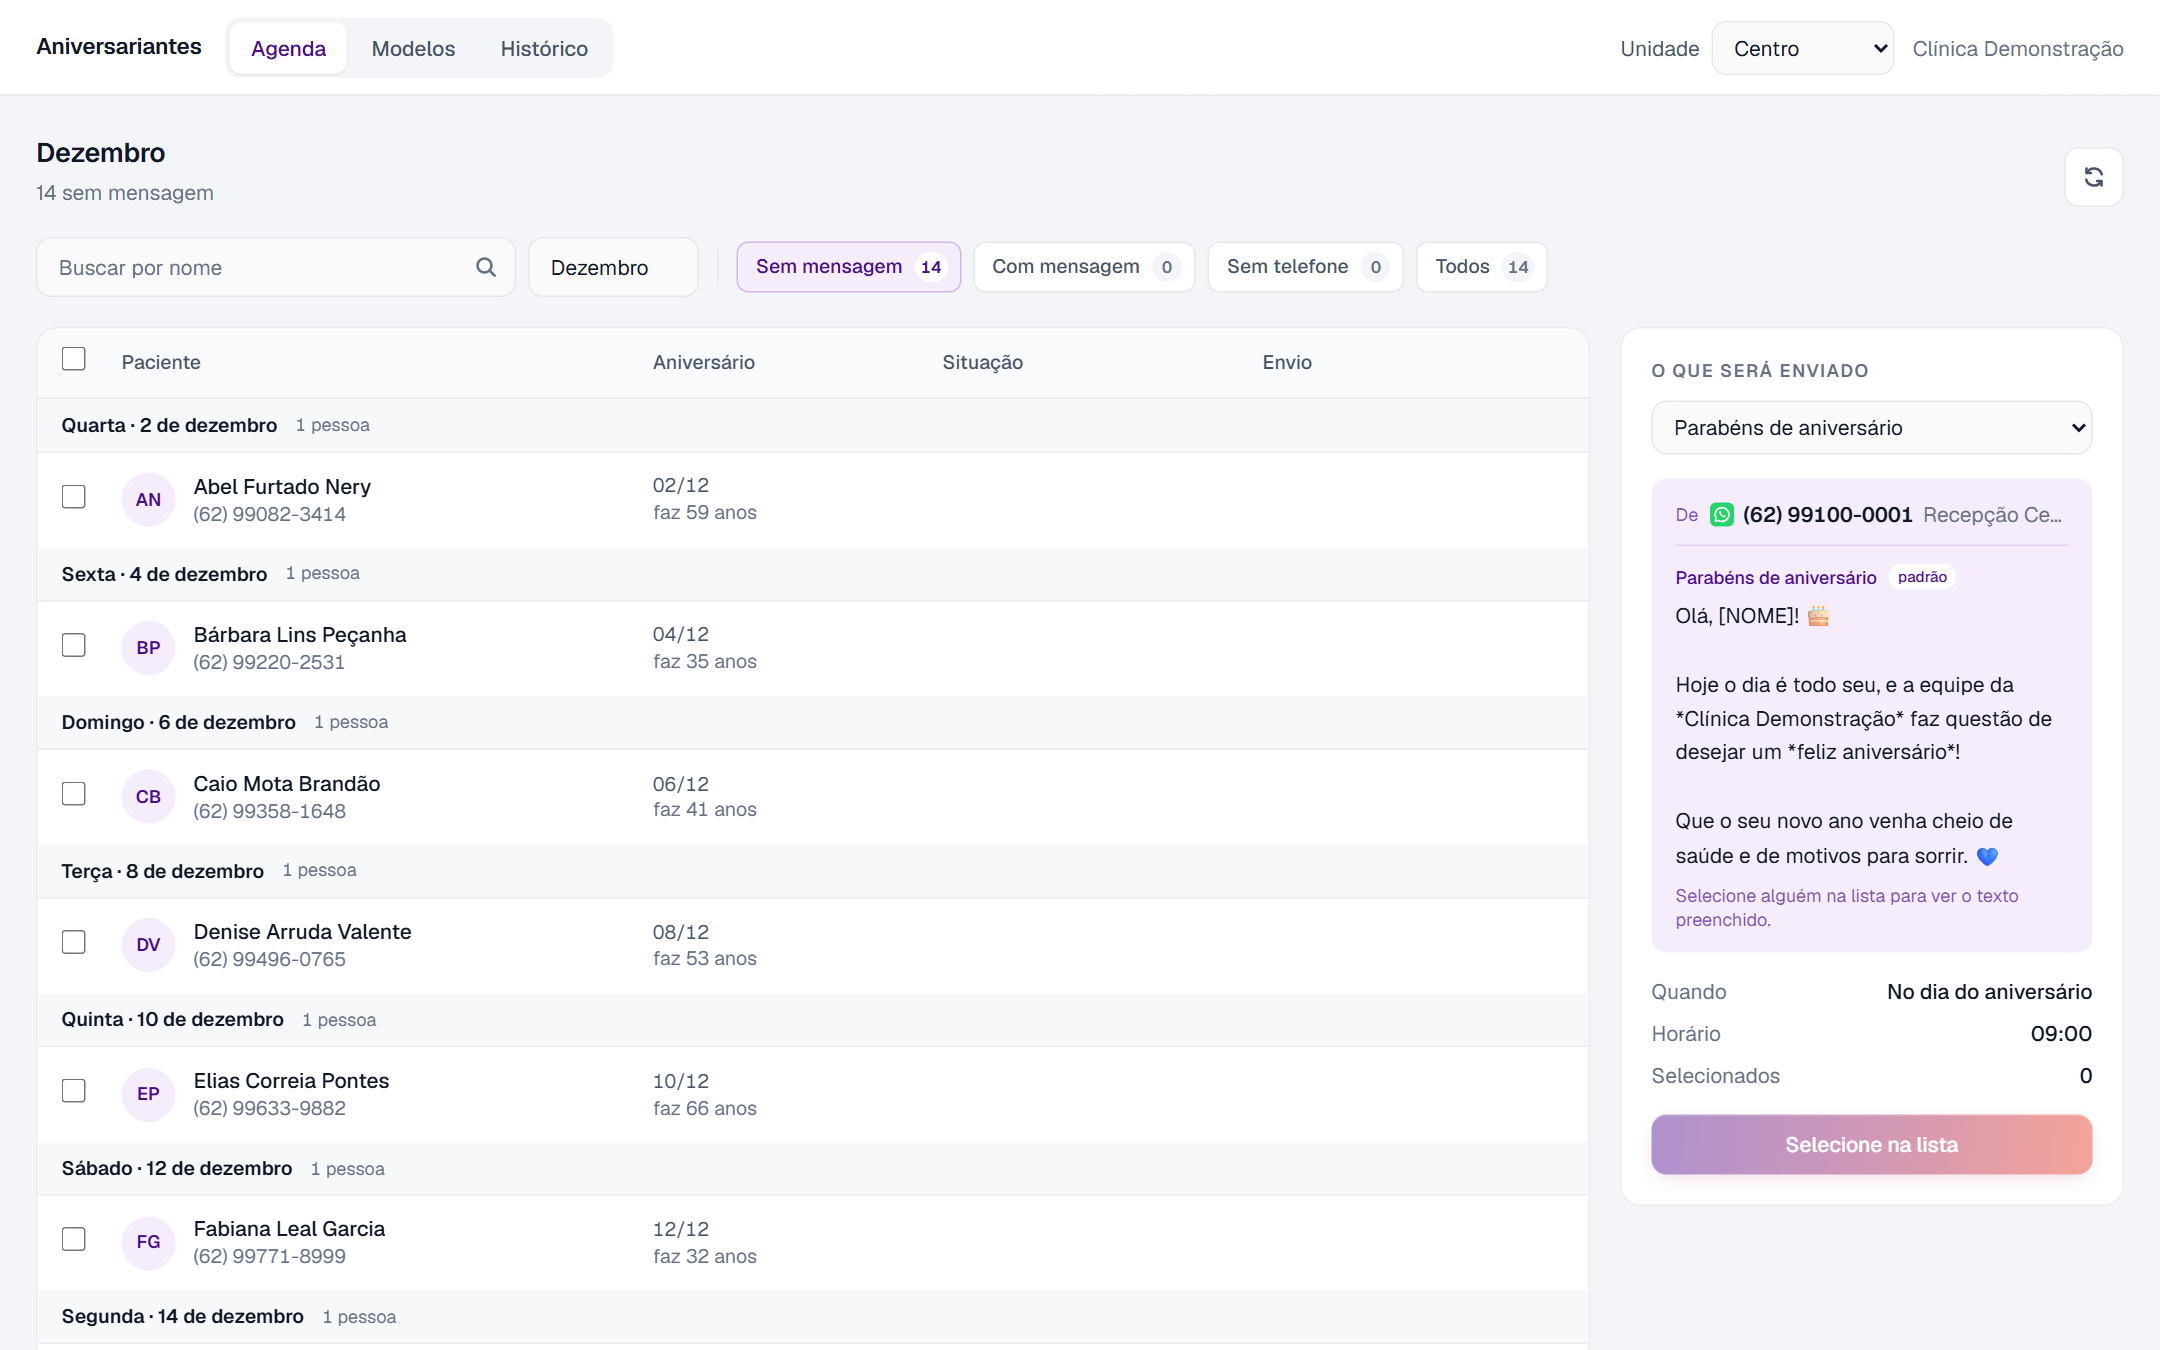 Aniversariantes
Agenda
Modelos
Histórico
Unidade
Centro
Clínica Demonstração
Dezembro
14 sem mensagem
Buscar por nome
Dezembro
Sem mensagem 14
Com mensagem 0
Sem telefone 0
Todos 14
Paciente
Aniversário
Situação
Envio
Quarta · 2 de dezembro 1 pessoa
AN
Abel Furtado Nery
(62) 99082-3414
02/12
faz 59 anos
Sexta · 4 de dezembro 1 pessoa
BP
Bárbara Lins Peçanha
(62) 99220-2531
04/12
faz 35 anos
Domingo · 6 de dezembro 1 pessoa
CB
Caio Mota Brandão
(62) 99358-1648
06/12
faz 41 anos
Terça · 8 de dezembro 1 pessoa
DV
Denise Arruda Valente
(62) 99496-0765
08/12
faz 53 anos
Quinta · 10 de dezembro 1 pessoa
EP
Elias Correia Pontes
(62) 99633-9882
10/12
faz 66 anos
Sábado · 12 de dezembro 1 pessoa
FG
Fabiana Leal Garcia
(62) 99771-8999
12/12
faz 32 anos
Segunda · 14 de dezembro 1 pessoa
O QUE SERÁ ENVIADO
Parabéns de aniversário
De (62) 99100-0001 Recepção Ce...
Parabéns de aniversário padrão
Olá, [NOME]! 🎂
Hoje o dia é todo seu, e a equipe da
*Clínica Demonstração* faz questão de
desejar um *feliz aniversário*!
Que o seu novo ano venha cheio de
saúde e de motivos para sorrir. 💙
Selecione alguém na lista para ver o texto
preenchido.
Quando No dia do aniversário
Horário 09:00
Selecionados 0
Selecione na lista